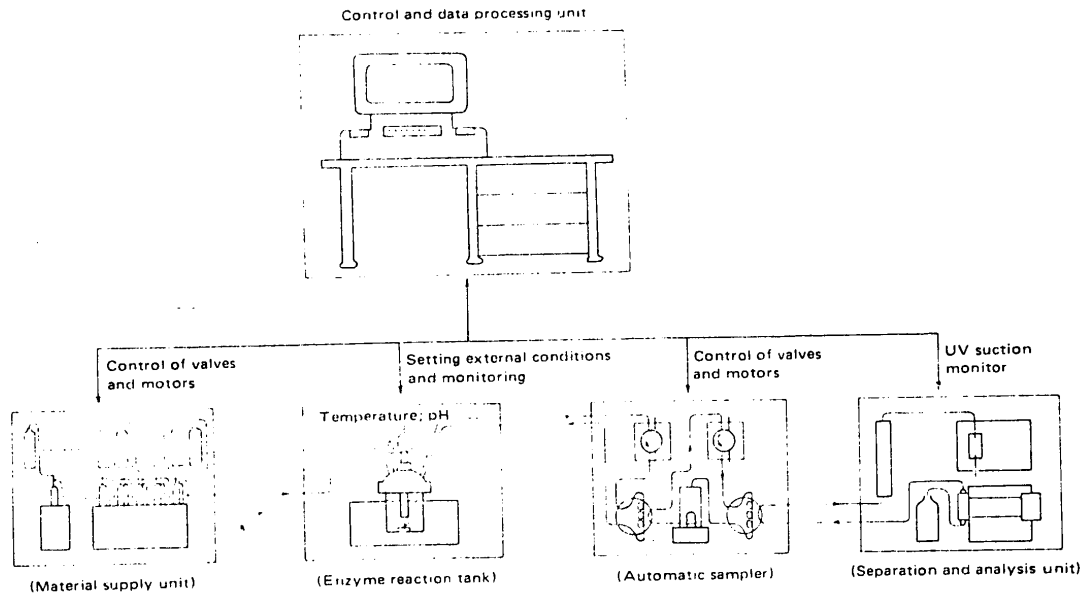 Control and data processing unit
Control of valves
and motors
Setting external conditions
and monitoring
Control of valves
and motors
UV suction
monitor
Temperature, pH
(Material supply unit)
(Enzyme reaction tank)
(Automatic sampler)
(Separation and analysis unit)